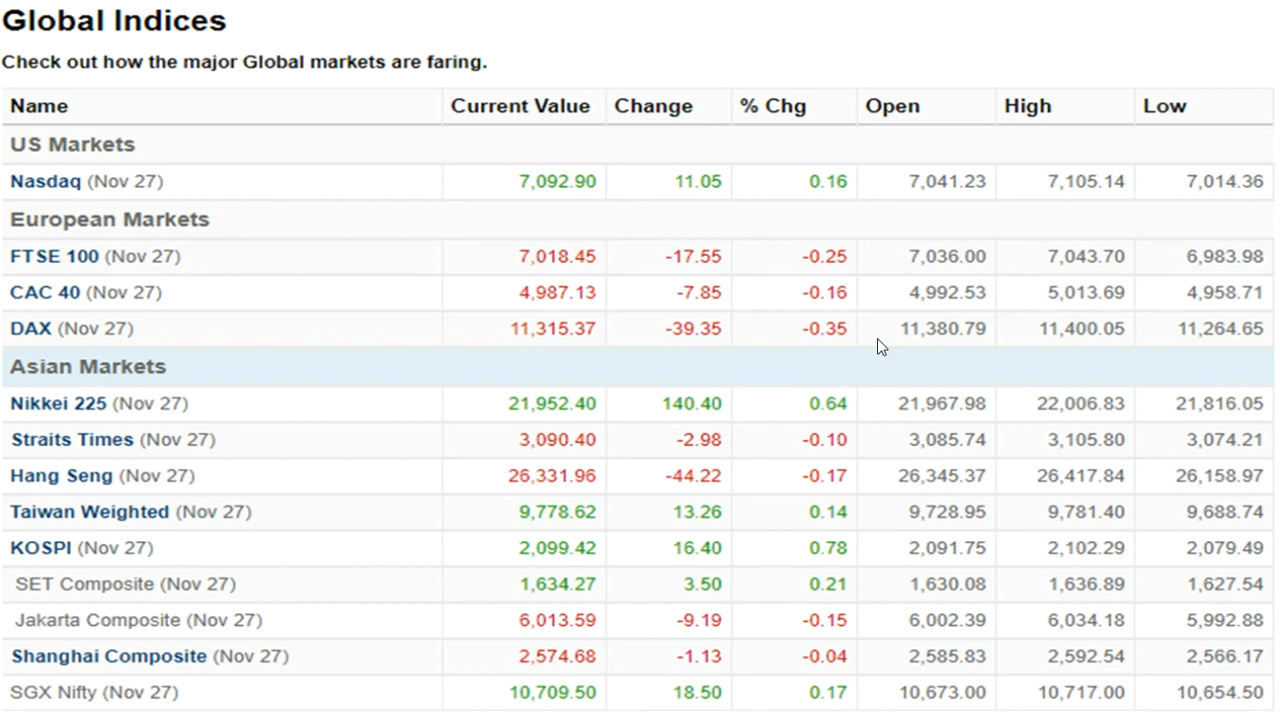 Global Indices
Check out how the major Global markets are faring.
Name Current Value Change % Chg Open High Low
US Markets
Nasdaq (Nov 27) 7,092.90 11.05 0.16 7,041.23 7,105.14 7,014.36
European Markets
FTSE 100 (Nov 27) 7,018.45 -17.55 -0.25 7,036.00 7,043.70 6,983.98
CAC 40 (Nov 27) 4,987.13 -7.85 -0.16 4,992.53 5,013.69 4,958.71
DAX (Nov 27) 11,315.37 -39.35 -0.35 11,380.79 11,400.05 11,264.65
Asian Markets
Nikkei 225 (Nov 27) 21,952.40 140.40 0.64 21,967.98 22,006.83 21,816.05
Straits Times (Nov 27) 3,090.40 -2.98 -0.10 3,085.74 3,105.80 3,074.21
Hang Seng (Nov 27) 26,331.96 -44.22 -0.17 26,345.37 26,417.84 26,158.97
Taiwan Weighted (Nov 27) 9,778.62 13.26 0.14 9,728.95 9,781.40 9,688.74
KOSPI (Nov 27) 2,099.42 16.40 0.78 2,091.75 2,102.29 2,079.49
SET Composite (Nov 27) 1,634.27 3.50 0.21 1,630.08 1,636.89 1,627.54
Jakarta Composite (Nov 27) 6,013.59 -9.19 -0.15 6,002.39 6,034.18 5,992.88
Shanghai Composite (Nov 27) 2,574.68 -1.13 -0.04 2,585.83 2,592.54 2,566.17
SGX Nifty (Nov 27) 10,709.50 18.50 0.17 10,673.00 10,717.00 10,654.50